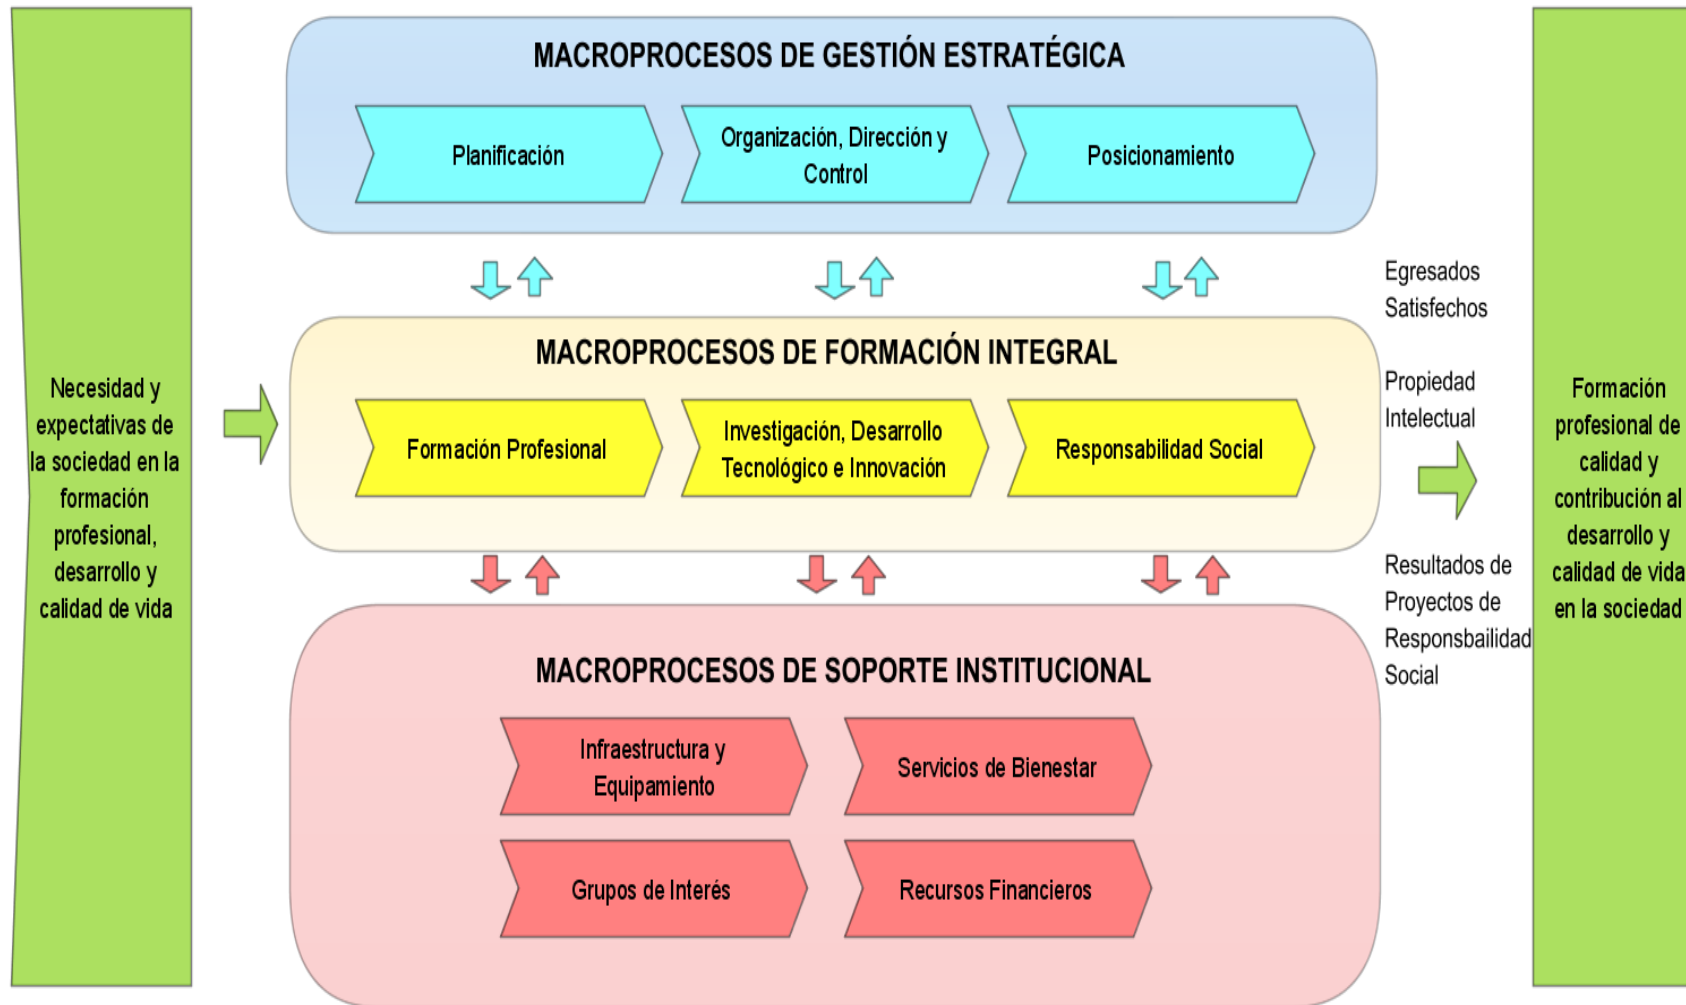 MACROPROCESOS DE GESTIÓN ESTRATÉGICA
Planificación
Organización, Dirección y
Control
Posicionamiento
Necesidad y
expectativas de
la sociedad en la
formación
profesional,
desarrollo y
calidad de vida
MACROPROCESOS DE FORMACIÓN INTEGRAL
Formación Profesional
Investigación, Desarrollo
Tecnológico e Innovación
Responsabilidad Social
MACROPROCESOS DE SOPORTE INSTITUCIONAL
Infraestructura y
Equipamiento
Servicios de Bienestar
Grupos de Interés
Recursos Financieros
Egresados
Satisfechos
Propiedad
Intelectual
Resultados de
Proyectos de
Responsbailidad
Social
Formación
profesional de
calidad y
contribución al
desarrollo y
calidad de vida
en la sociedad